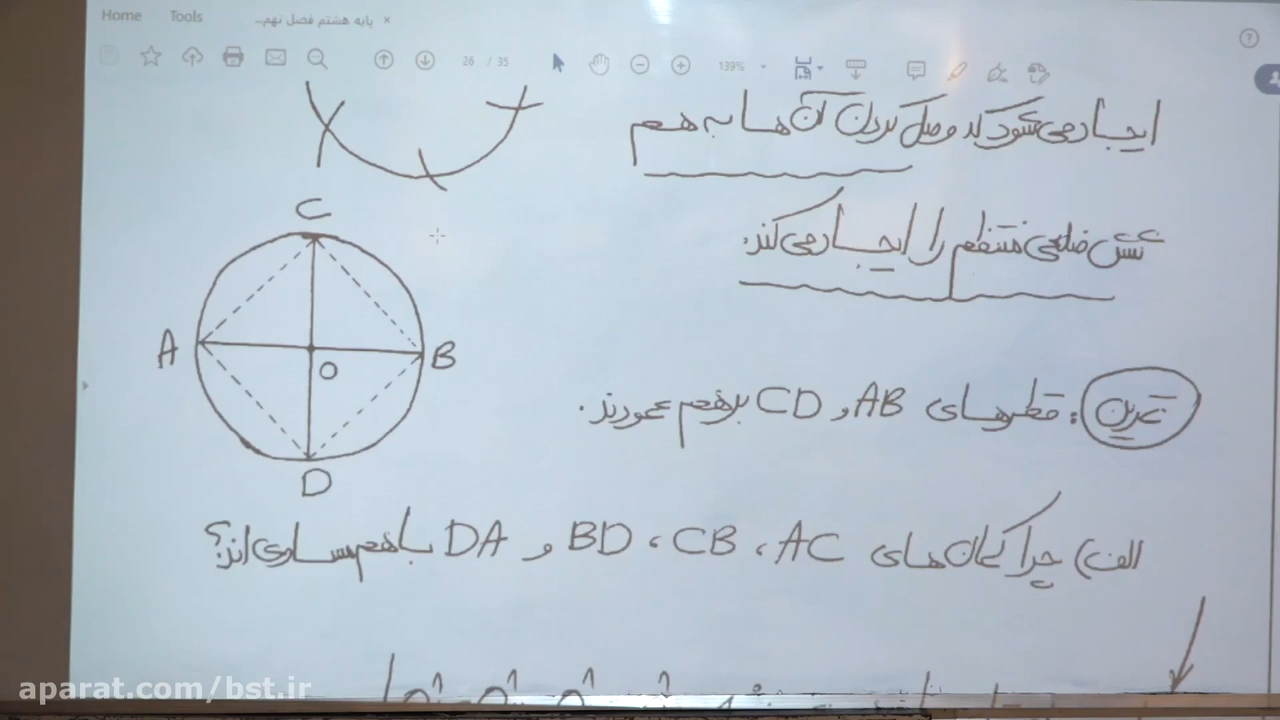 Home Tools پایه هشتم فصل نهم... ×
26 / 35 139%
ایجاد می‌شود که وصل کردن آن ها به هم
شش ضلعی منتظم را ایجاد می‌کند.
C
A B
O
D
تمرین: قطرهای AB و CD بر هم عمودند.
الف) چرا کمان های AC، CB، BD و DA با هم مساوی اند؟
aparat.com/bst.ir